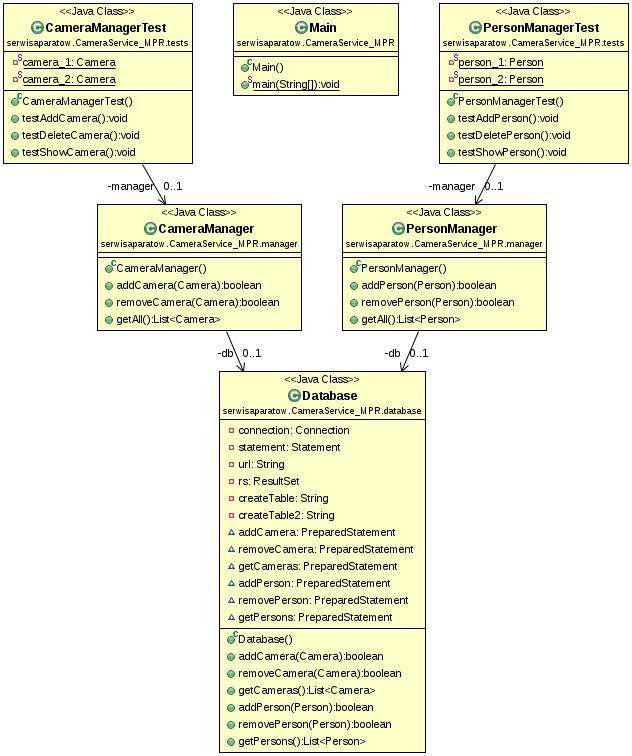 <<Java Class>>
CameraManagerTest
serwisaparatow.CameraService_MPR.tests
camera_1: Camera
camera_2: Camera
CameraManagerTest()
testAddCamera():void
testDeleteCamera():void
testShowCamera():void
<<Java Class>>
Main
serwisaparatow.CameraService_MPR
Main()
main(String[]):void
<<Java Class>>
PersonManagerTest
serwisaparatow.CameraService_MPR.tests
person_1: Person
person_2: Person
PersonManagerTest()
testAddPerson():void
testDeletePerson():void
testShowPerson():void
-manager 0..1
-manager 0..1
<<Java Class>>
CameraManager
serwisaparatow.CameraService_MPR.manager
CameraManager()
addCamera(Camera):boolean
removeCamera(Camera):boolean
getAll():List<Camera>
<<Java Class>>
PersonManager
serwisaparatow.CameraService_MPR.manager
PersonManager()
addPerson(Person):boolean
removePerson(Person):boolean
getAll():List<Person>
-db 0..1
-db 0..1
<<Java Class>>
Database
serwisaparatow.CameraService_MPR.database
connection: Connection
statement: Statement
url: String
rs: ResultSet
createTable: String
createTable2: String
addCamera: PreparedStatement
removeCamera: PreparedStatement
getCameras: PreparedStatement
addPerson: PreparedStatement
removePerson: PreparedStatement
getPersons: PreparedStatement
Database()
addCamera(Camera):boolean
removeCamera(Camera):boolean
getCameras():List<Camera>
addPerson(Person):boolean
removePerson(Person):boolean
getPersons():List<Person>